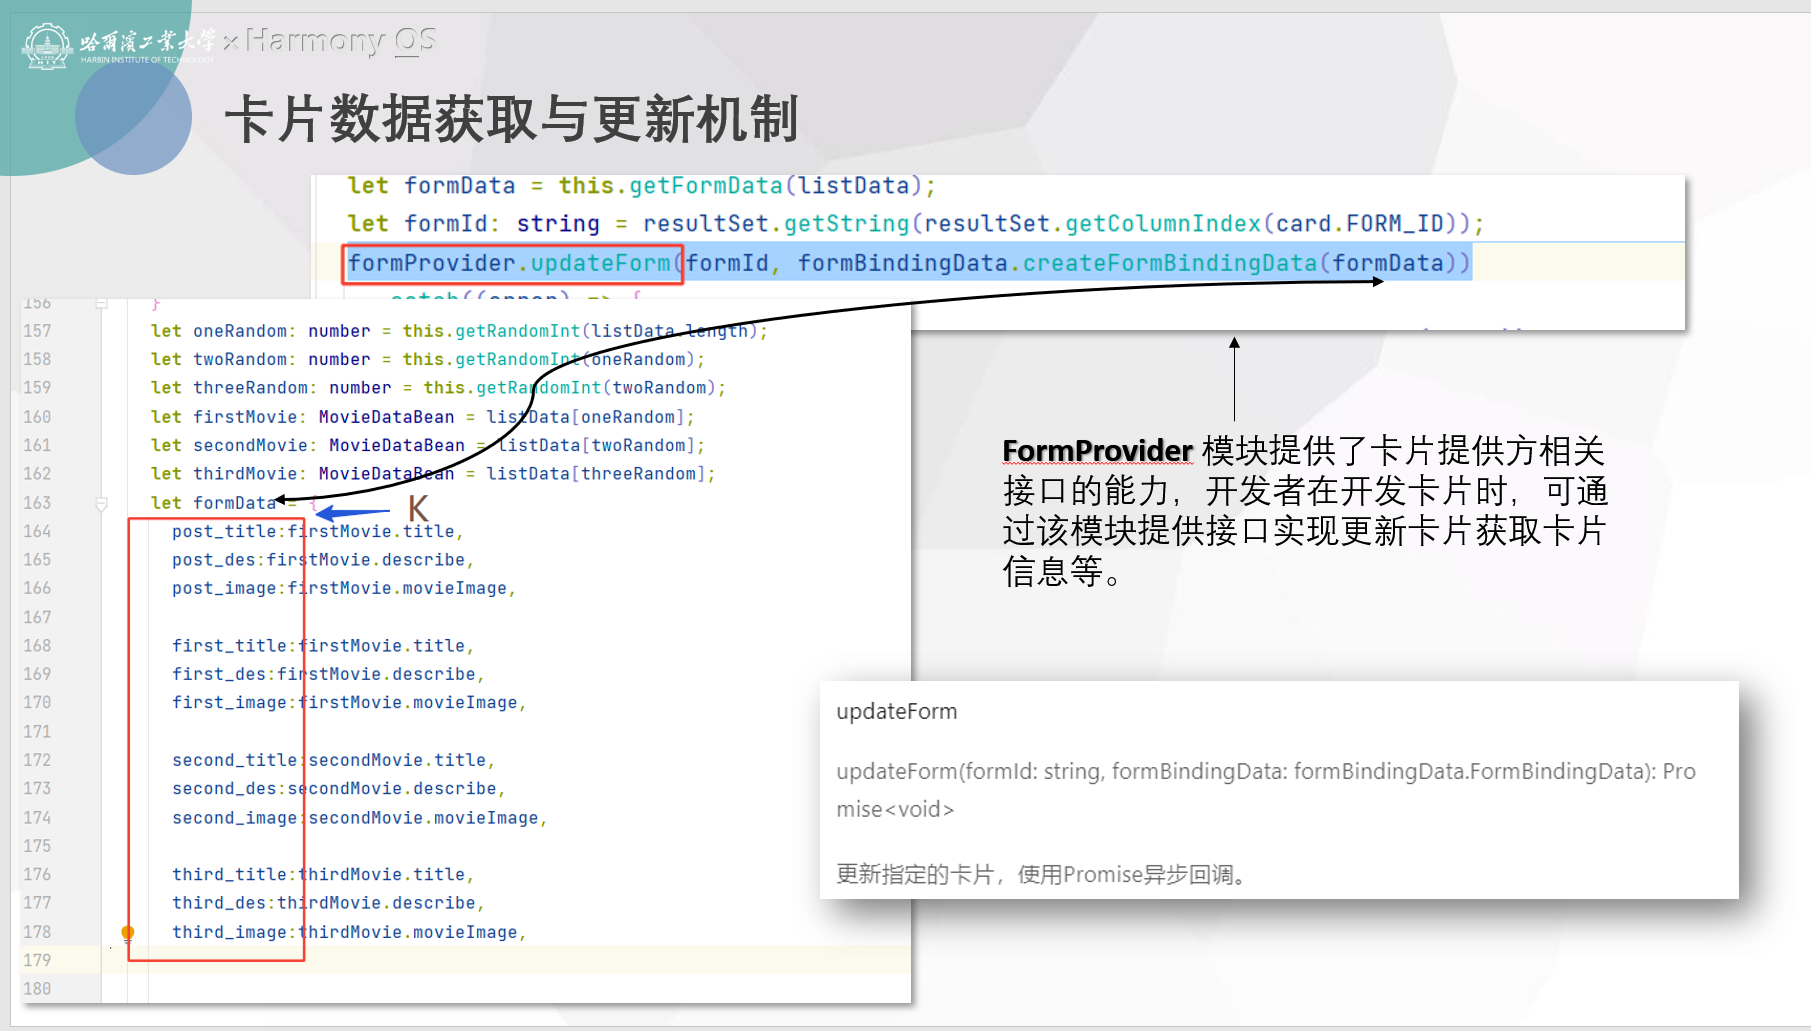 哈爾濱工業大學 × Harmony OS
HARBIN INSTITUTE OF TECHNOLOGY
卡片数据获取与更新机制
let formData = this.getFormData(listData);
let formId: string = resultSet.getString(resultSet.getColumnIndex(card.FORM_ID));
formProvider.updateForm(formId, formBindingData.createFormBindingData(formData))
156 }
157 let oneRandom: number = this.getRandomInt(listData.length);
158 let twoRandom: number = this.getRandomInt(oneRandom);
159 let threeRandom: number = this.getRandomInt(twoRandom);
160 let firstMovie: MovieDataBean = listData[oneRandom];
161 let secondMovie: MovieDataBean = listData[twoRandom];
162 let thirdMovie: MovieDataBean = listData[threeRandom];
163 let formData = {
K
164 post_title:firstMovie.title,
165 post_des:firstMovie.describe,
166 post_image:firstMovie.movieImage,
167
168 first_title:firstMovie.title,
169 first_des:firstMovie.describe,
170 first_image:firstMovie.movieImage,
171
172 second_title:secondMovie.title,
173 second_des:secondMovie.describe,
174 second_image:secondMovie.movieImage,
175
176 third_title:thirdMovie.title,
177 third_des:thirdMovie.describe,
178 third_image:thirdMovie.movieImage,
179
180
FormProvider 模块提供了卡片提供方相关
接口的能力，开发者在开发卡片时，可通
过该模块提供接口实现更新卡片获取卡片
信息等。
updateForm
updateForm(formId: string, formBindingData: formBindingData.FormBindingData): Pro
mise<void>
更新指定的卡片，使用Promise异步回调。